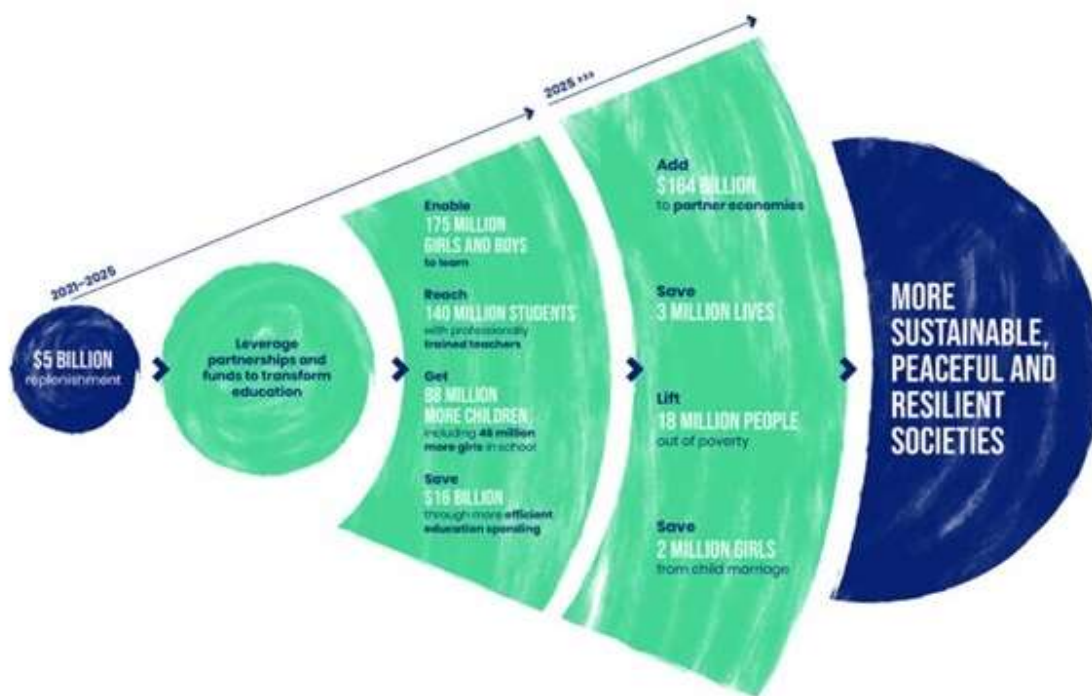 2021–2025
2025 >>>
$5 BILLION
replenishment
Leverage
partnerships and
funds to transform
education
Enable
175 MILLION
GIRLS AND BOYS
to learn
Reach
140 MILLION STUDENTS
with professionally
trained teachers
Get
88 MILLION
MORE CHILDREN,
including 46 million
more girls in school
Save
$16 BILLION
through more efficient
education spending
Add
$164 BILLION
to partner economies
Save
3 MILLION LIVES
Lift
18 MILLION PEOPLE
out of poverty
Save
2 MILLION GIRLS
from child marriage
MORE
SUSTAINABLE,
PEACEFUL AND
RESILIENT
SOCIETIES